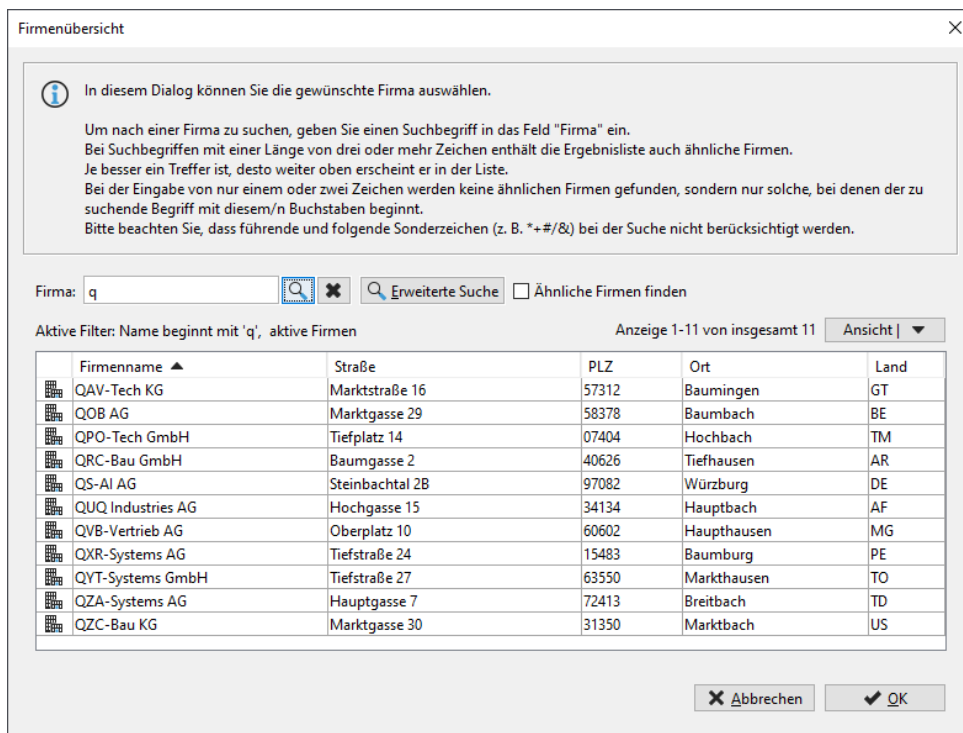 Firmenübersicht
In diesem Dialog können Sie die gewünschte Firma auswählen.
Um nach einer Firma zu suchen, geben Sie einen Suchbegriff in das Feld "Firma" ein.
Bei Suchbegriffen mit einer Länge von drei oder mehr Zeichen enthält die Ergebnisliste auch ähnliche Firmen.
Je besser ein Treffer ist, desto weiter oben erscheint er in der Liste.
Bei der Eingabe von nur einem oder zwei Zeichen werden keine ähnlichen Firmen gefunden, sondern nur solche, bei denen der zu
suchende Begriff mit diesem/n Buchstaben beginnt.
Bitte beachten Sie, dass führende und folgende Sonderzeichen (z. B. *+#/&) bei der Suche nicht berücksichtigt werden.
Firma: q Erweiterte Suche Ähnliche Firmen finden
Aktive Filter: Name beginnt mit 'q', aktive Firmen Anzeige 1-11 von insgesamt 11 Ansicht |
Firmenname Straße PLZ Ort Land
QAV-Tech KG Marktstraße 16 57312 Baumingen GT
QOB AG Marktgasse 29 58378 Baumbach BE
QPO-Tech GmbH Tiefplatz 14 07404 Hochbach TM
QRC-Bau GmbH Baumgasse 2 40626 Tiefhausen AR
QS-AI AG Steinbachtal 2B 97082 Würzburg DE
QUQ Industries AG Hochgasse 15 34134 Hauptbach AF
QVB-Vertrieb AG Oberplatz 10 60602 Haupthausen MG
QXR-Systems AG Tiefstraße 24 15483 Baumburg PE
QYT-Systems GmbH Tiefstraße 27 63550 Markthausen TO
QZA-Systems AG Hauptgasse 7 72413 Breitbach TD
QZC-Bau KG Marktgasse 30 31350 Marktbach US
Abbrechen OK